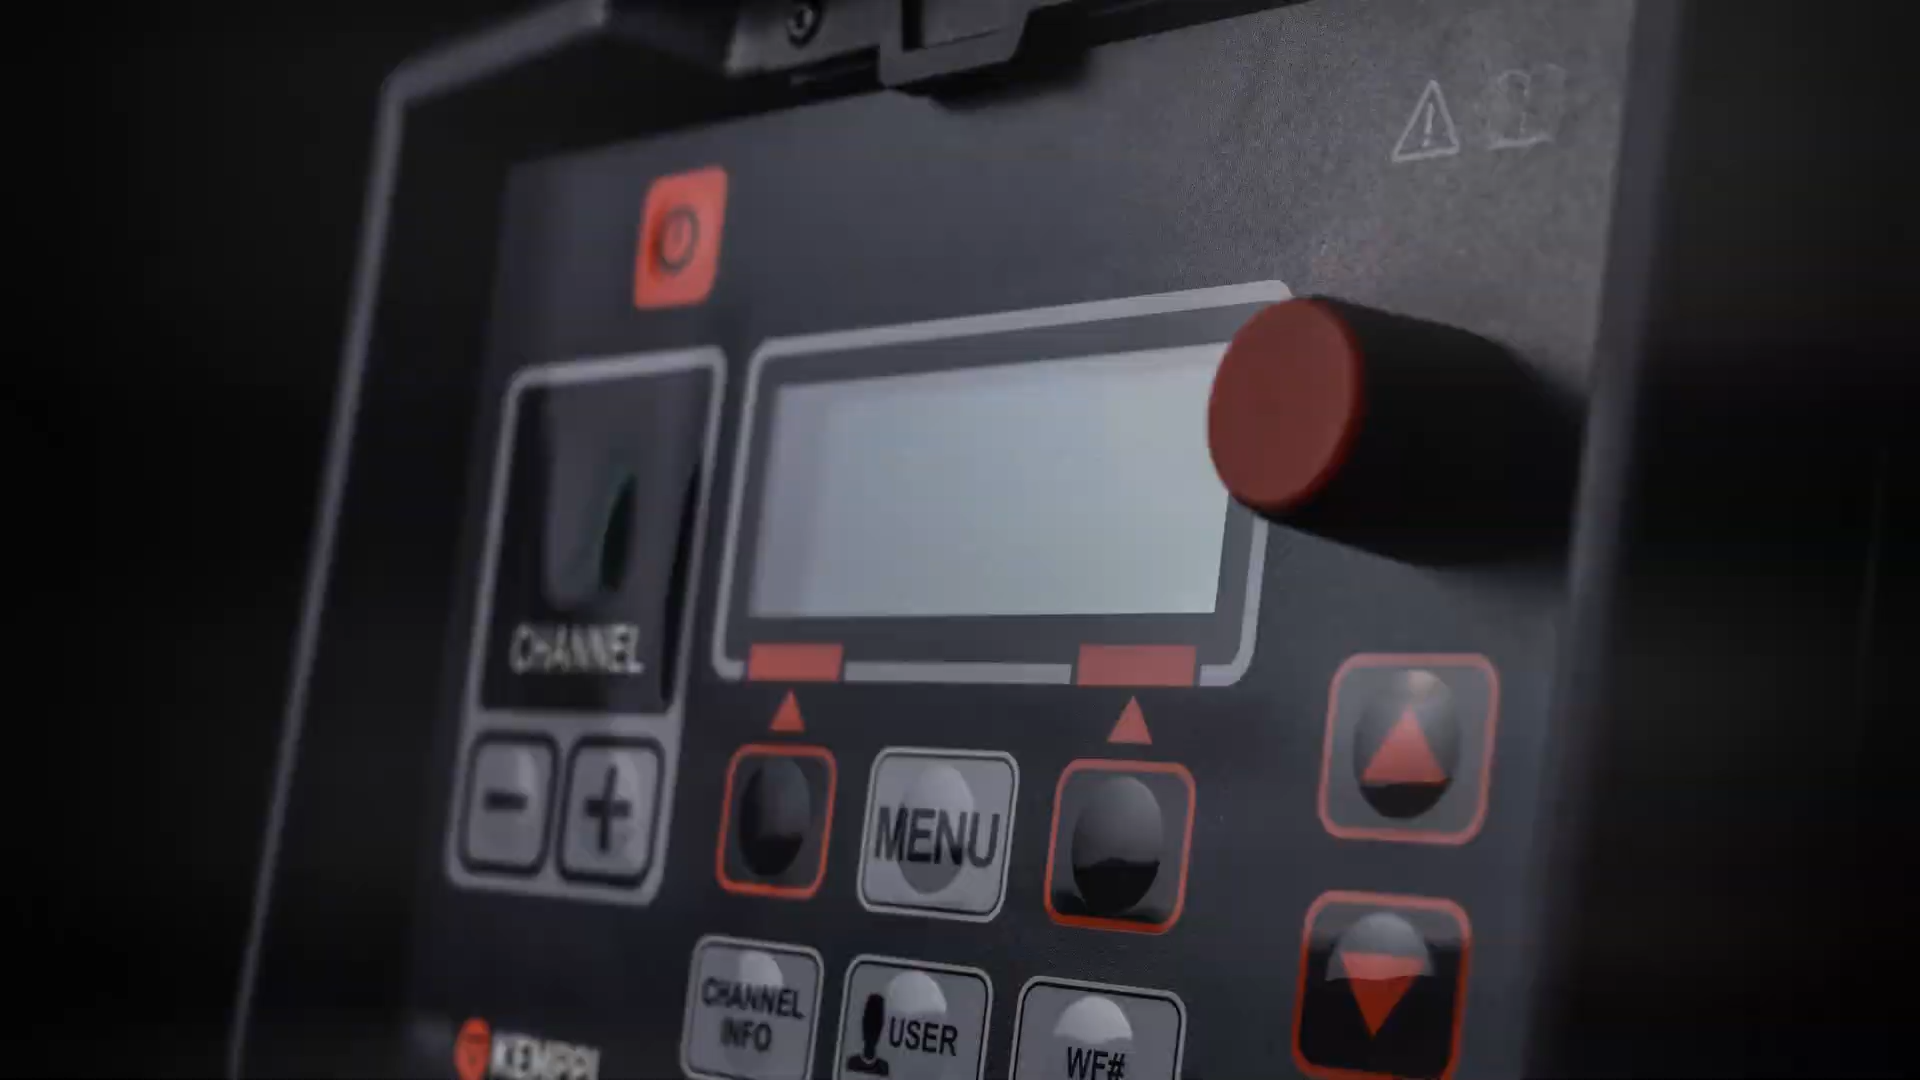 CHANNEL
MENU
CHANNEL
INFO
USER
WF#
KEMPPI